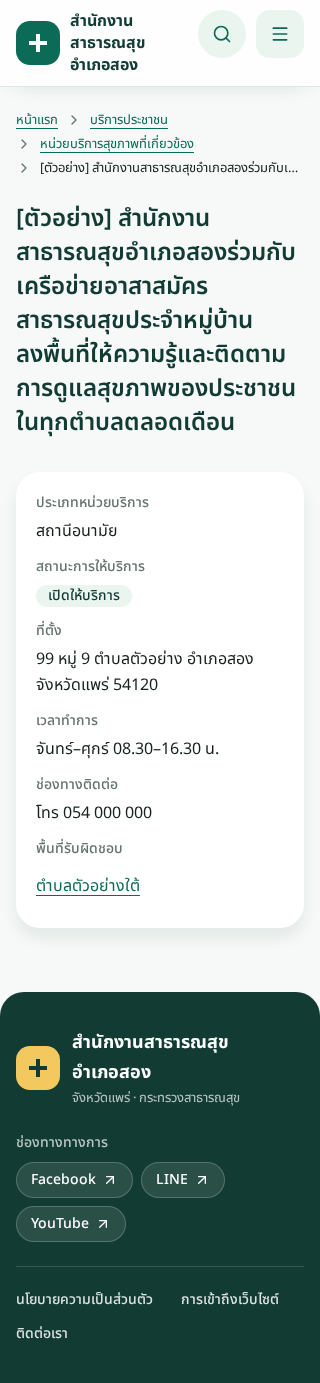 สำนักงาน
สาธารณสุข
อำเภอสอง
หน้าแรก > บริการประชาชน
> หน่วยบริการสุขภาพที่เกี่ยวข้อง
> [ตัวอย่าง] สำนักงานสาธารณสุขอำเภอสองร่วมกับเ...
[ตัวอย่าง] สำนักงาน
สาธารณสุขอำเภอสองร่วมกับ
เครือข่ายอาสาสมัคร
สาธารณสุขประจำหมู่บ้าน
ลงพื้นที่ให้ความรู้และติดตาม
การดูแลสุขภาพของประชาชน
ในทุกตำบลตลอดเดือน
ประเภทหน่วยบริการ
สถานีอนามัย
สถานะการให้บริการ
เปิดให้บริการ
ที่ตั้ง
99 หมู่ 9 ตำบลตัวอย่าง อำเภอสอง
จังหวัดแพร่ 54120
เวลาทำการ
จันทร์–ศุกร์ 08.30–16.30 น.
ช่องทางติดต่อ
โทร 054 000 000
พื้นที่รับผิดชอบ
ตำบลตัวอย่างใต้
สำนักงานสาธารณสุข
อำเภอสอง
จังหวัดแพร่ · กระทรวงสาธารณสุข
ช่องทางทางการ
Facebook
LINE
YouTube
นโยบายความเป็นส่วนตัว
การเข้าถึงเว็บไซต์
ติดต่อเรา